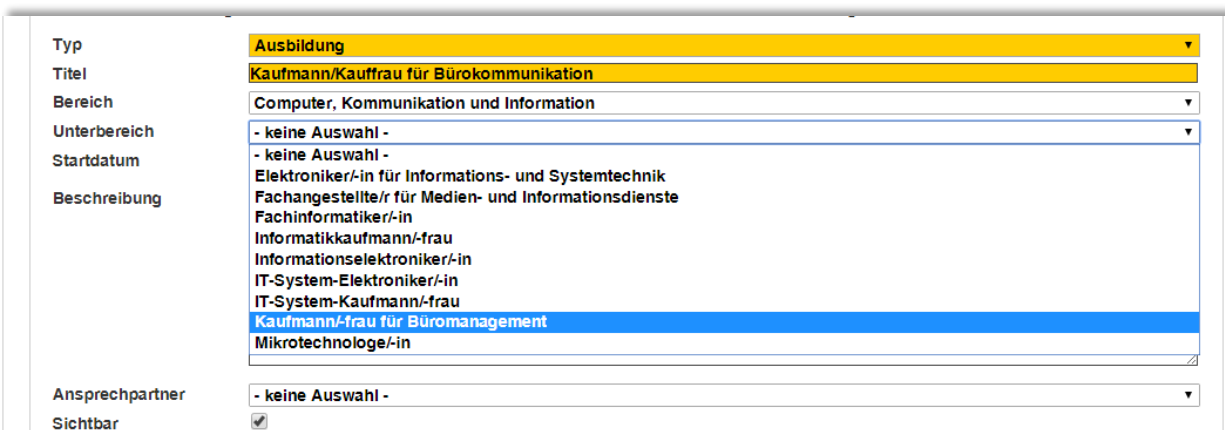 Typ Ausbildung
Titel Kaufmann/Kauffrau für Bürokommunikation
Bereich Computer, Kommunikation und Information
Unterbereich - keine Auswahl -
Startdatum - keine Auswahl -
Elektroniker/-in für Informations- und Systemtechnik
Beschreibung Fachangestellte/r für Medien- und Informationsdienste
Fachinformatiker/-in
Informatikkaufmann/-frau
Informationselektroniker/-in
IT-System-Elektroniker/-in
IT-System-Kaufmann/-frau
Kaufmann/-frau für Büromanagement
Mikrotechnologe/-in
Ansprechpartner - keine Auswahl -
Sichtbar